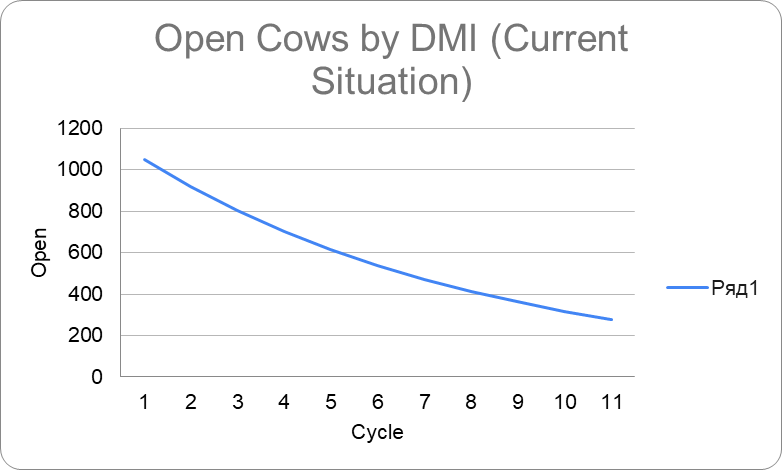 Open Cows by DMI (Current
Situation)
1200
1000
800
600
400
200
0
Open
1 2 3 4 5 6 7 8 9 10 11
Cycle
Ряд1